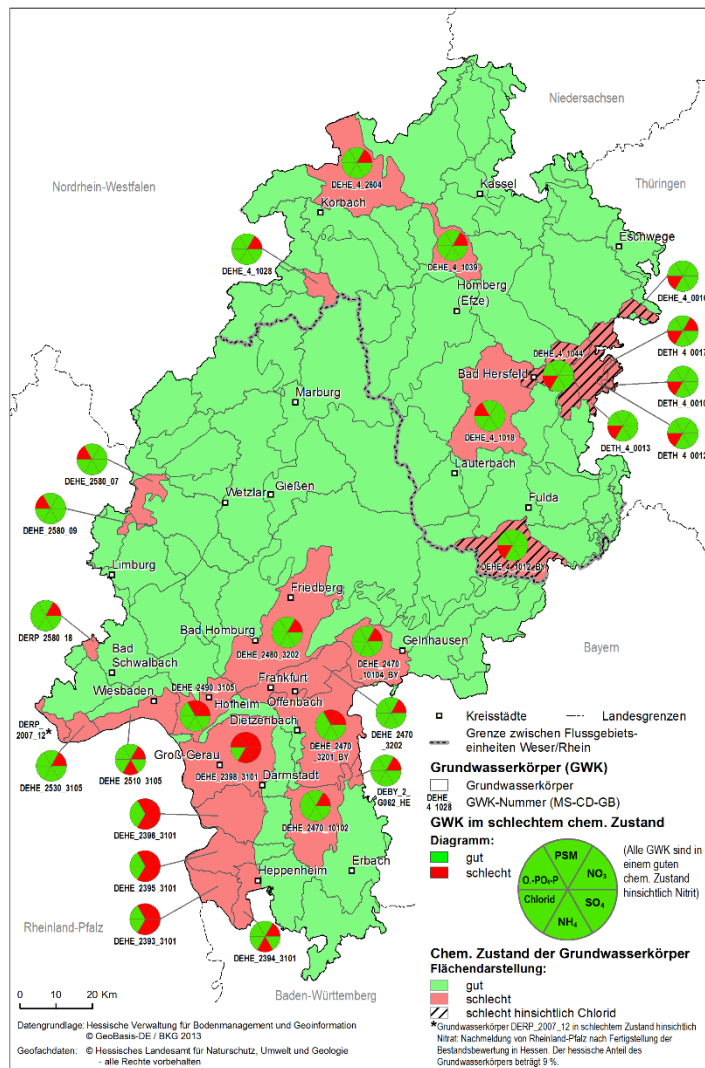 Niedersachsen
Nordrhein-Westfalen
Thüringen
DEHE_4_2604
Kassel
Korbach
Eschwege
DEHE_4_1028
DEHE_4_1039
DEHE_4_0016
Homberg
(Efze)
DETH_4_0017
DEHE_4_1044
Bad Hersfeld
DETH_4_0010
Marburg
DEHE_4_1018
DETH_4_0013
DETH_4_0012
DEHE_2580_07
Lauterbach
Gießen
Wetzlar
Fulda
DEHE_2580_09
DEHE_4_1012_BY
Limburg
Friedberg
DERP_2580_18
Bad Homburg
Gelnhausen
Bayern
DEHE_2480_3202
DEHE_2470
_10104_BY
Bad
Schwalbach
Frankfurt
DEHE_2490_3105
Wiesbaden
Hofheim
Offenbach
DERP_
2007_12*
Dietzenbach
DEHE_2470
_3202
DEHE_2470
_3201_BY
Groß-Gerau
DEHE_2530_3105
DEHE_2510_3105
DEHE_2398_3101
DEBY_2_
G062_HE
Darmstadt
DEHE_2398_3101
DEHE_2470_10102
DEHE_2395_3101
Heppenheim
Erbach
Rheinland-Pfalz
DEHE_2393_3101
DEHE_2394_3101
Baden-Württemberg
Kreisstädte
Landesgrenzen
Grenze zwischen Flussgebiets-
einheiten Weser/Rhein
Grundwasserkörper (GWK)
Grundwasserkörper
DEHE
4_1028
GWK-Nummer (MS-CD-GB)
GWK im schlechtem chem. Zustand
Diagramm:
gut
schlecht
PSM
NO₃
SO₄
NH₄
Chlorid
O.-PO₄-P
(Alle GWK sind in
einem guten
chem. Zustand
hinsichtlich Nitrit)
Chem. Zustand der Grundwasserkörper
Flächendarstellung:
gut
schlecht
schlecht hinsichtlich Chlorid
*Grundwasserkörper DERP_2007_12 in schlechtem Zustand hinsichtlich
Nitrat: Nachmeldung von Rheinland-Pfalz nach Fertigstellung der
Bestandsbewertung in Hessen. Der hessische Anteil des
Grundwasserkörpers beträgt 9 %.
0 10 20 Km
Datengrundlage: Hessische Verwaltung für Bodenmanagement und Geoinformation
© GeoBasis-DE / BKG 2013
Geofachdaten: © Hessisches Landesamt für Naturschutz, Umwelt und Geologie
- alle Rechte vorbehalten